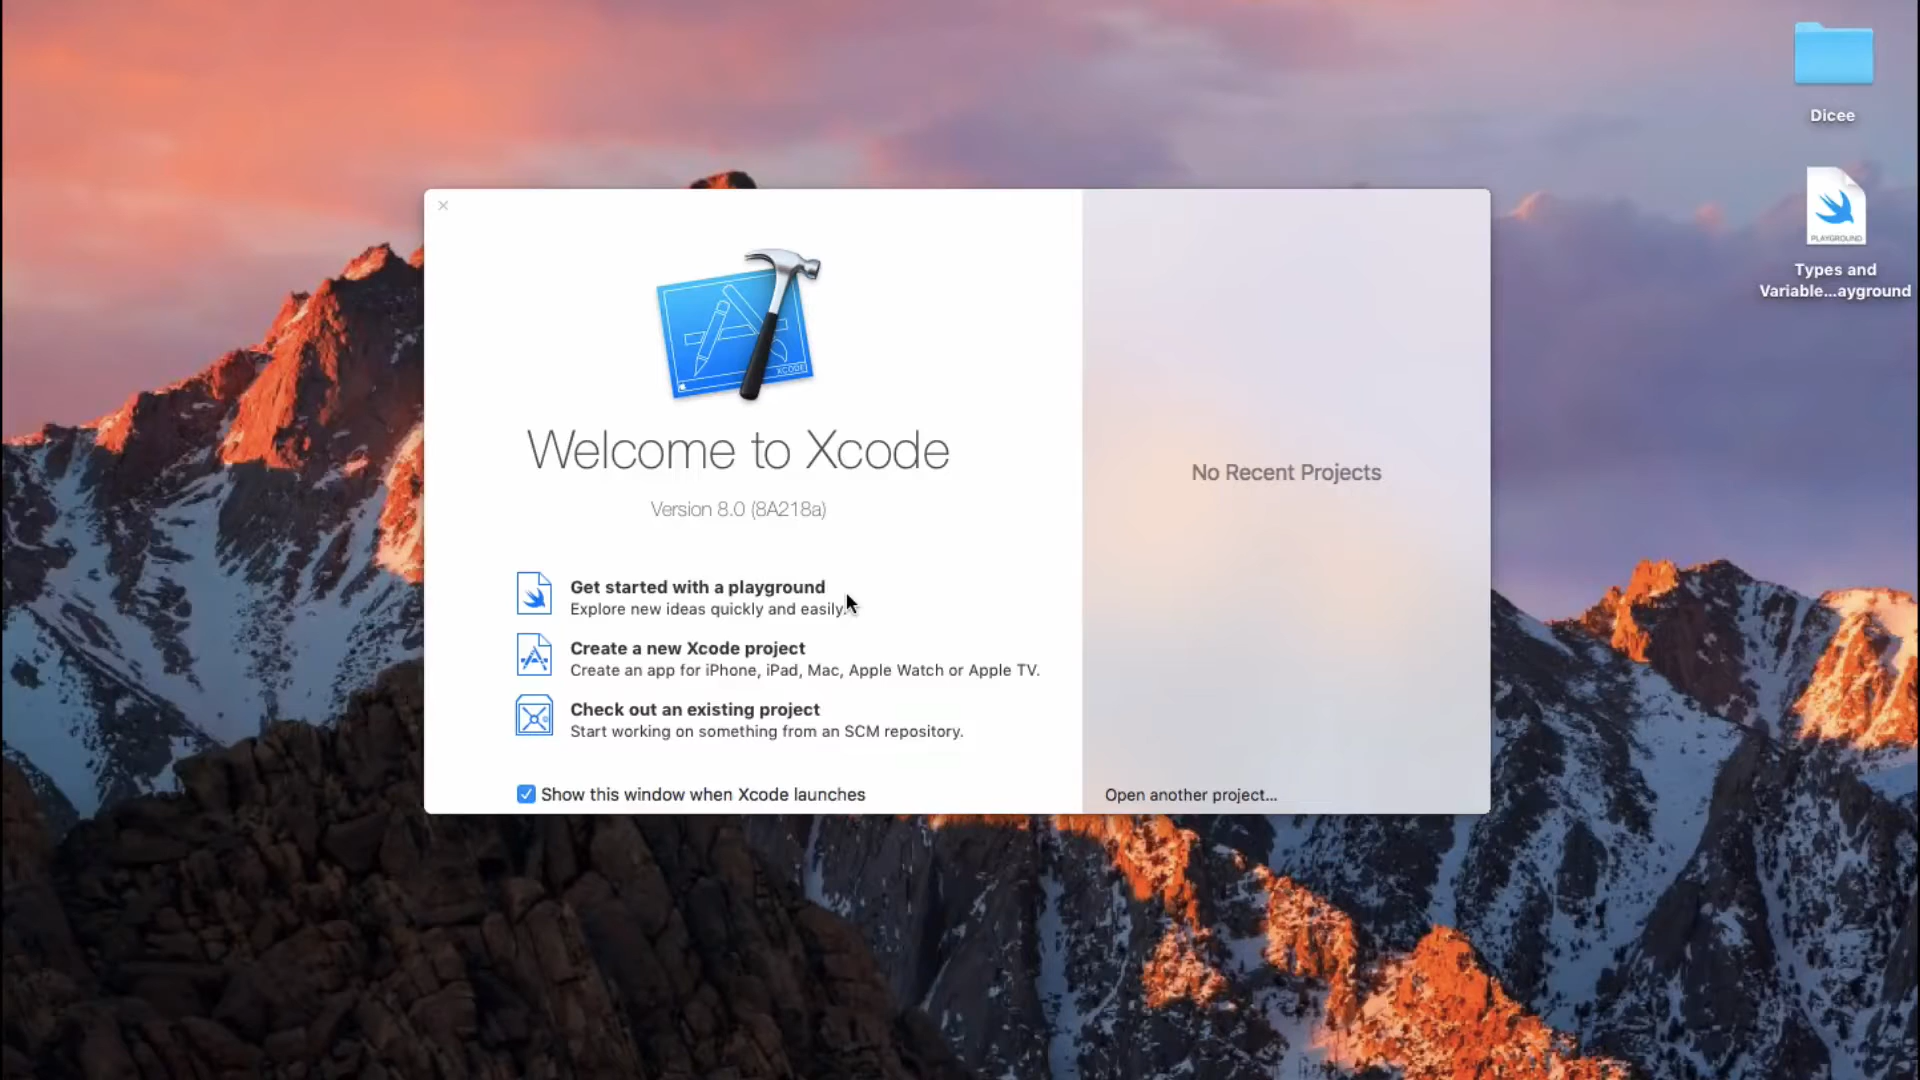 Dicee
PLAYGROUND
Types and
Variable...ayground
XCODE
Welcome to Xcode
Version 8.0 (8A218a)
No Recent Projects
Get started with a playground
Explore new ideas quickly and easily.
Create a new Xcode project
Create an app for iPhone, iPad, Mac, Apple Watch or Apple TV.
Check out an existing project
Start working on something from an SCM repository.
Show this window when Xcode launches
Open another project...